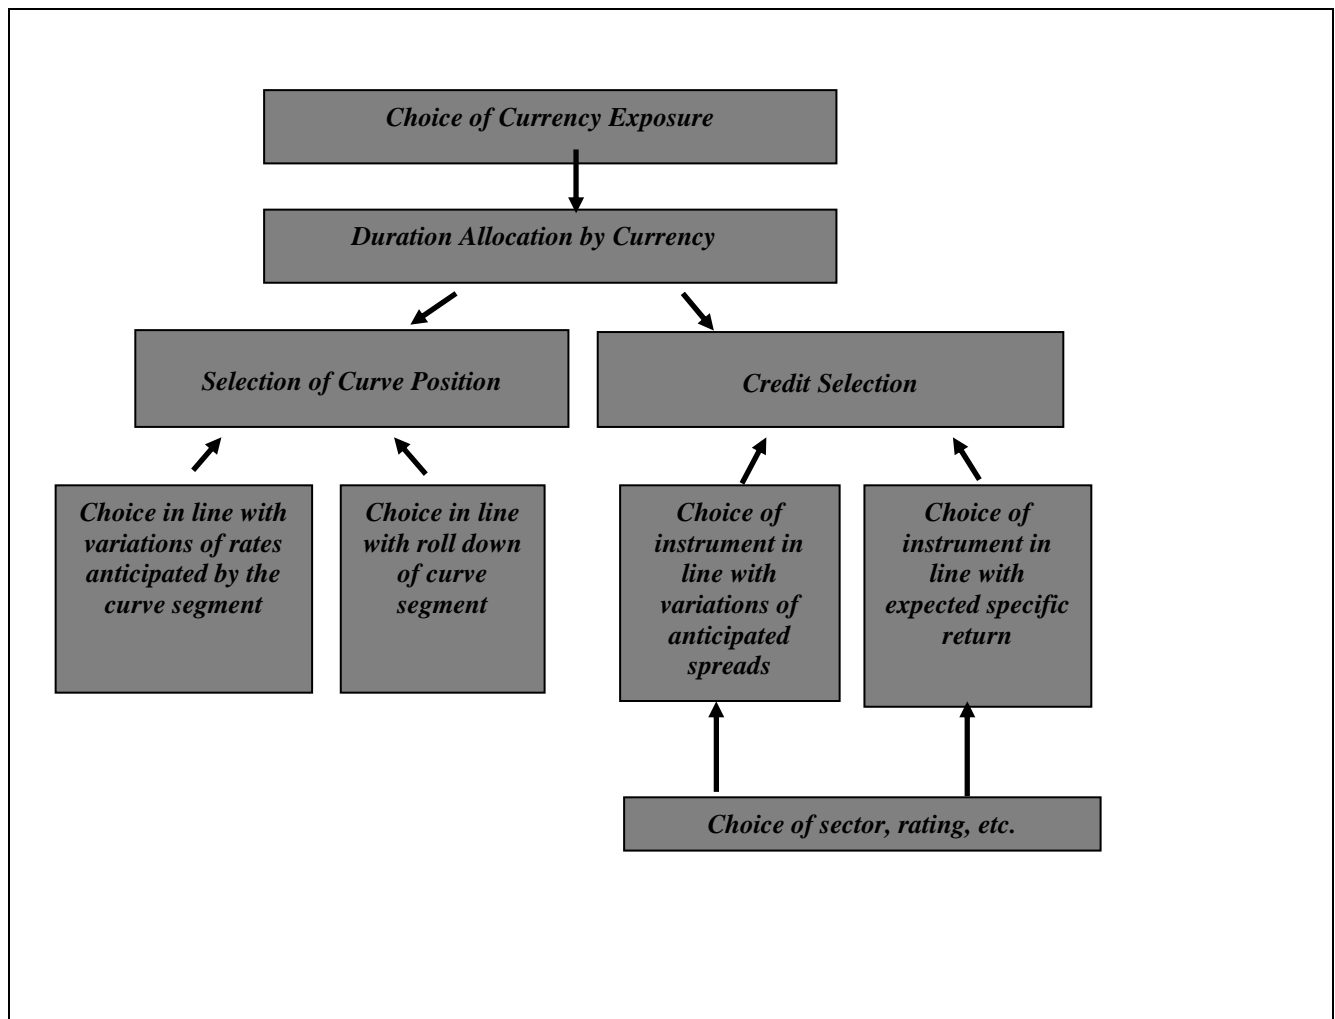 Choice of Currency Exposure
Duration Allocation by Currency
Selection of Curve Position
Credit Selection
Choice in line with
variations of rates
anticipated by the
curve segment
Choice in line
with roll down
of curve
segment
Choice of
instrument in
line with
variations of
anticipated
spreads
Choice of
instrument in
line with
expected specific
return
Choice of sector, rating, etc.